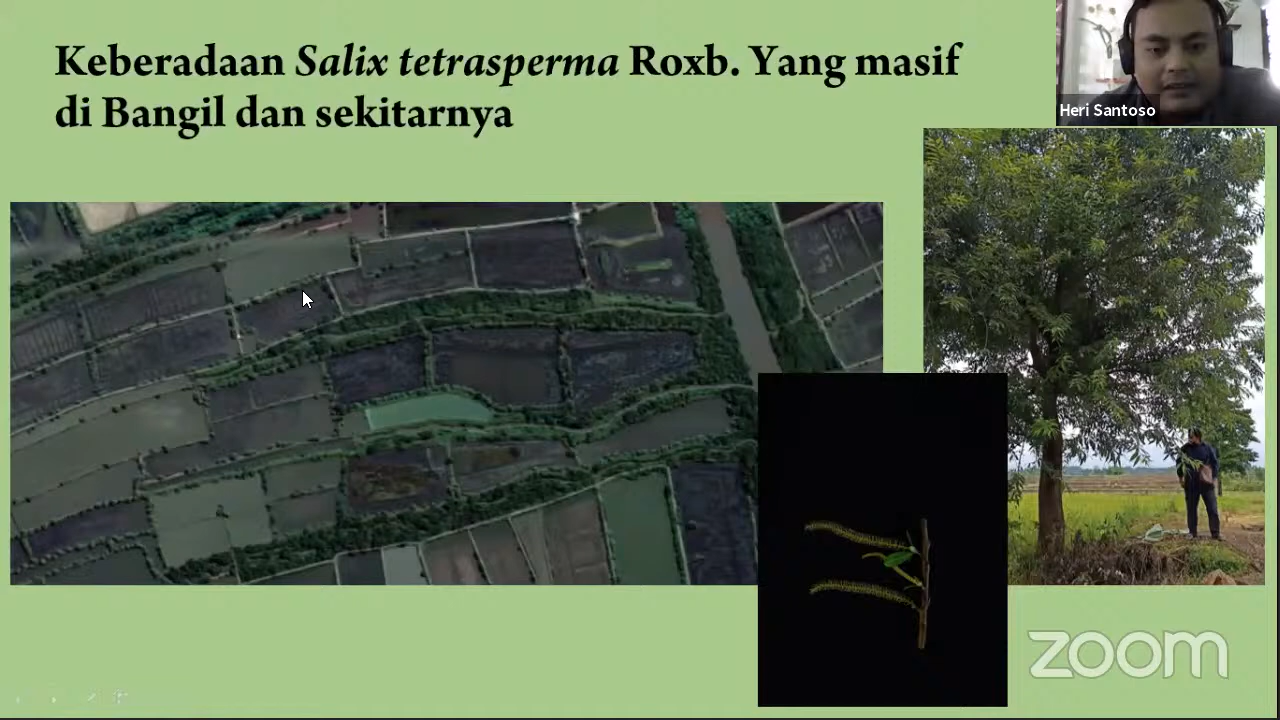 Keberadaan Salix tetrasperma Roxb. Yang masif
di Bangil dan sekitarnya
Heri Santoso
zoom